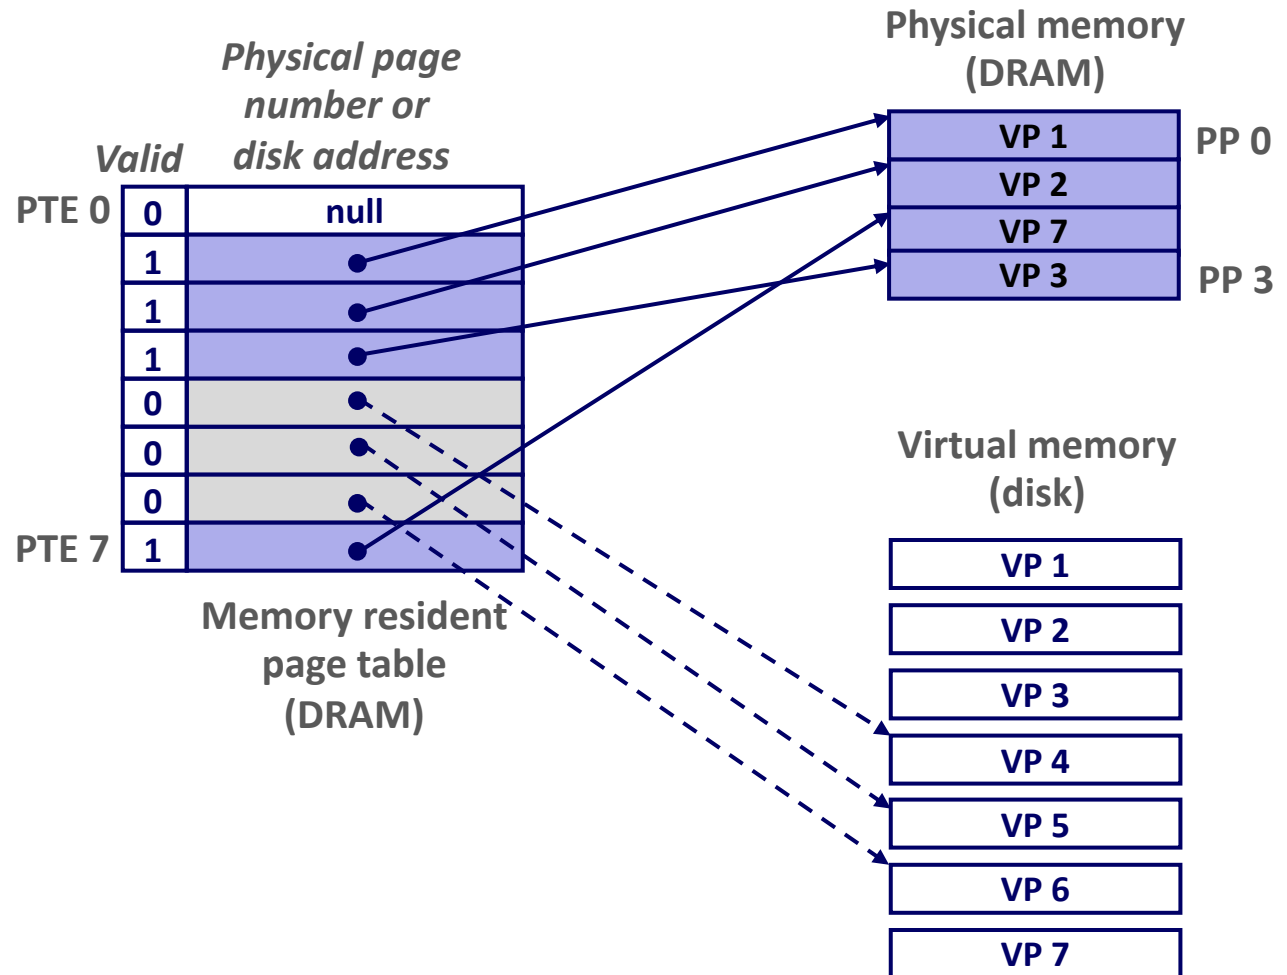 Physical page
number or
disk address
Valid
PTE 0
0
null
1
1
1
0
0
0
PTE 7
1
Memory resident
page table
(DRAM)
Physical memory
(DRAM)
VP 1
PP 0
VP 2
VP 7
VP 3
PP 3
Virtual memory
(disk)
VP 1
VP 2
VP 3
VP 4
VP 5
VP 6
VP 7